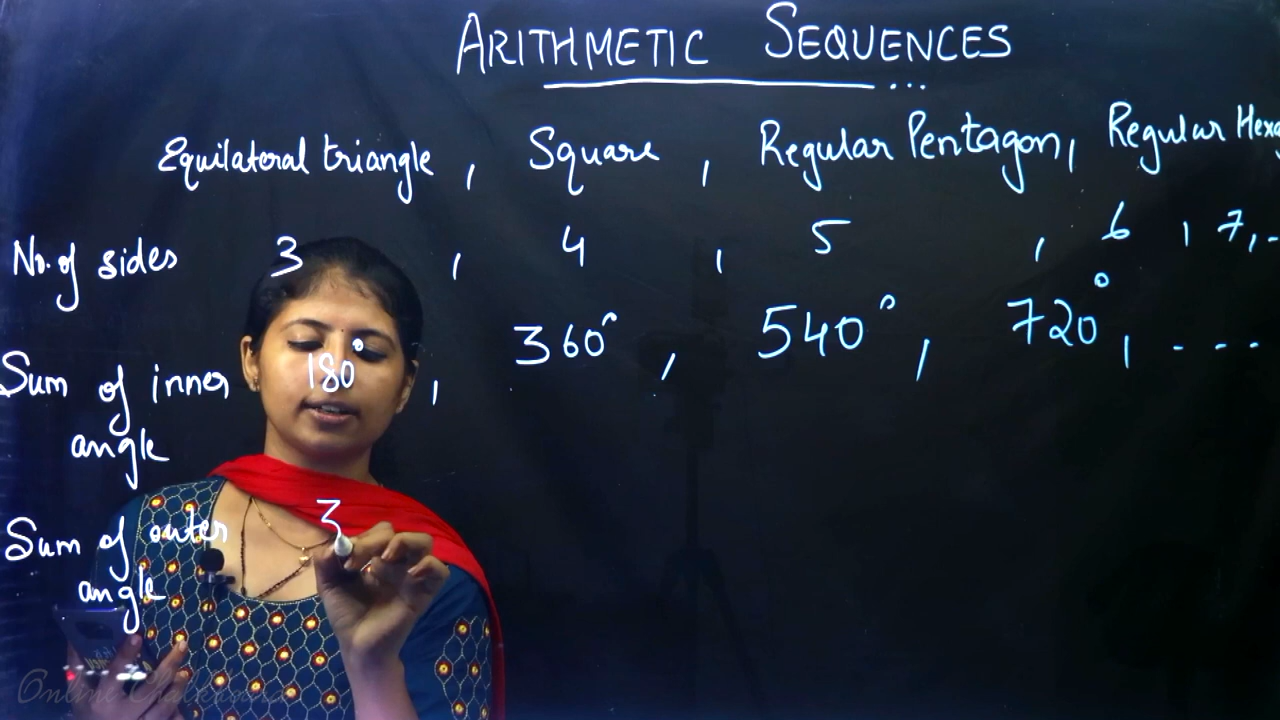 ARITHMETIC SEQUENCES ...
Equilateral triangle, Square, Regular Pentagon, Regular Hexa
No. of sides 3, 4, 5, 6, 7, -
Sum of inner angle 180°, 360°, 540°, 720°, ----
Sum of outer angle 3
Online